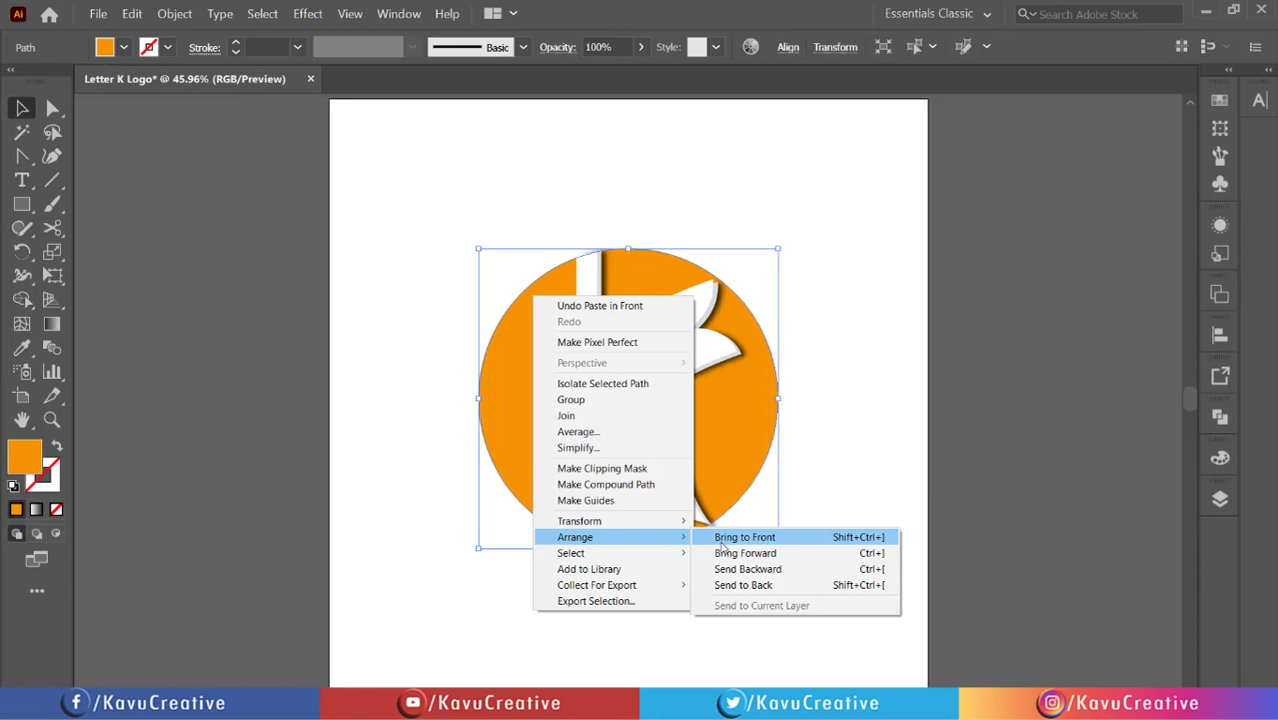 Ai File Edit Object Type Select Effect View Window Help Essentials Classic Search Adobe Stock
Path Stroke: Basic Opacity: 100% Style: Align Transform
Letter K Logo* @ 45.96% (RGB/Preview)
A
T
Undo Paste in Front
Redo
Make Pixel Perfect
Perspective
Isolate Selected Path
Group
Join
Average...
Simplify...
Make Clipping Mask
Make Compound Path
Make Guides
Transform
Arrange
Select
Add to Library
Collect For Export
Export Selection...
Bring to Front Shift+Ctrl+]
Bring Forward Ctrl+]
Send Backward Ctrl+[
Send to Back Shift+Ctrl+[
Send to Current Layer
/KavuCreative /KavuCreative /KavuCreative /KavuCreative